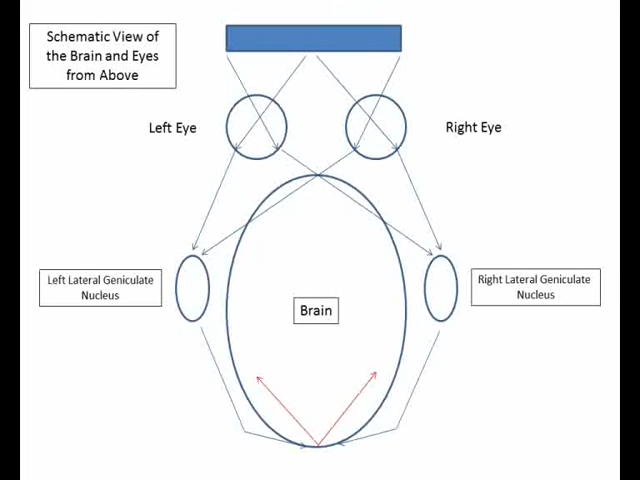 Schematic View of
the Brain and Eyes
from Above
Left Eye
Right Eye
Left Lateral Geniculate
Nucleus
Right Lateral Geniculate
Nucleus
Brain